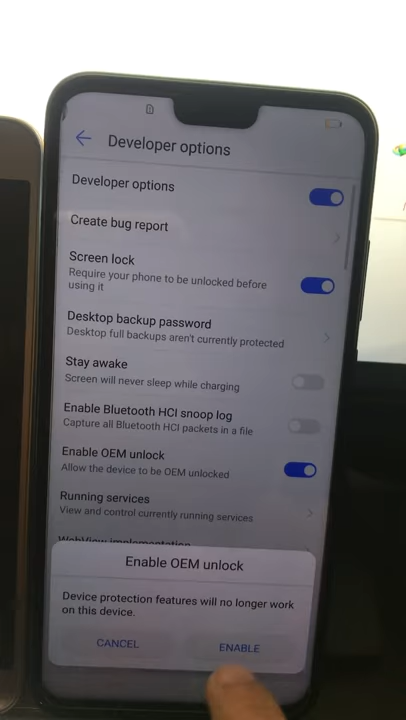 Developer options
Developer options
Create bug report
Screen lock
Require your phone to be unlocked before
using it
Desktop backup password
Desktop full backups aren't currently protected
Stay awake
Screen will never sleep while charging
Enable Bluetooth HCI snoop log
Capture all Bluetooth HCI packets in a file
Enable OEM unlock
Allow the device to be OEM unlocked
Running services
View and control currently running services
WebView implementation
Enable OEM unlock
Device protection features will no longer work
on this device.
CANCEL
ENABLE